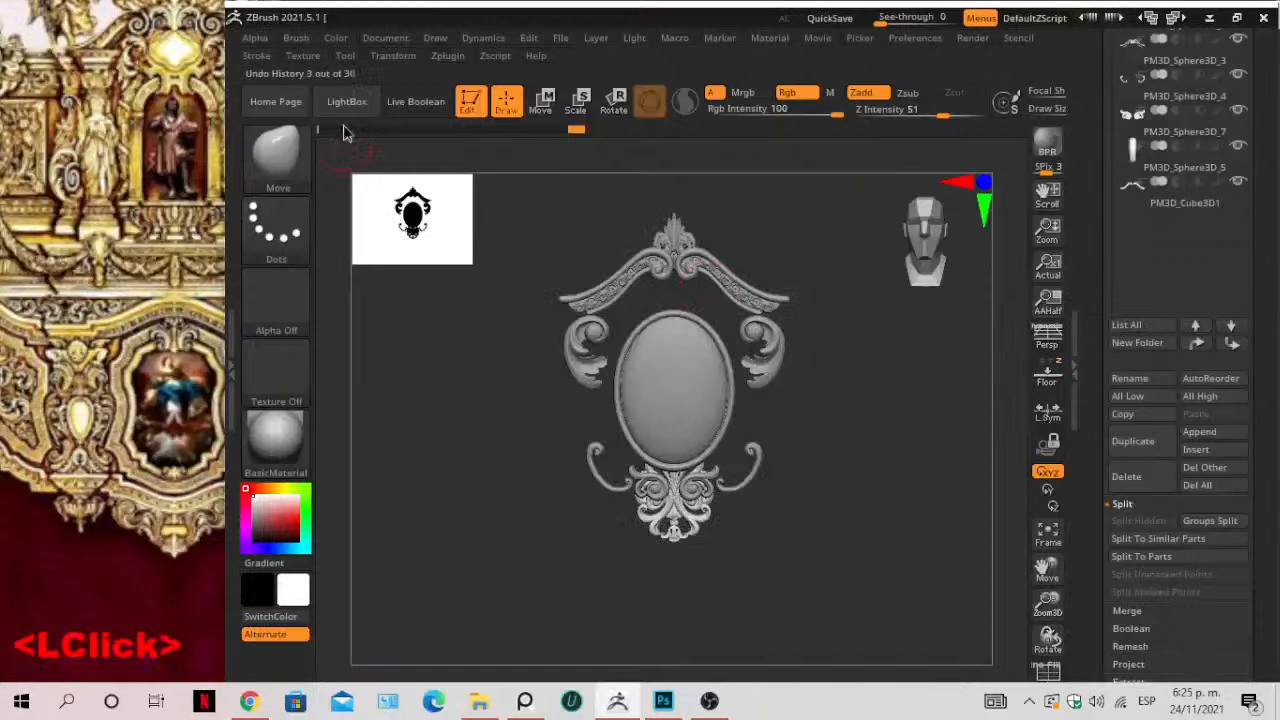 ZBrush 2021.5.1 [
AC QuickSave See-through 0 Menus DefaultZScript
Alpha Brush Color Document Draw Dynamics Edit File Layer Light Macro Marker Material Movie Picker Preferences Render Stencil
Stroke Texture Tool Transform Zplugin Zscript Help
Undo History 3 out of 30
Home Page LightBox Live Boolean Edit Draw Move Scale Rotate
A Mrgb Rgb M Zadd Zsub Zcut Focal Sh
Rgb Intensity 100 Z Intensity 51 Draw Siz
Move
Dots
Alpha Off
Texture Off
BasicMaterial
Gradient
SwitchColor
Alternate
<LClick>
BPR
SPix 3
Scroll
Zoom
Actual
AAHalf
Dynamic
Persp
Floor
L.Sym
XYZ
Frame
Move
Zoom3D
Rotate
PM3D_Sphere3D_3
PM3D_Sphere3D_4
PM3D_Sphere3D_7
PM3D_Sphere3D_5
PM3D_Cube3D1
List All
New Folder
Rename AutoReorder
All Low All High
Copy Paste
Duplicate Append
Insert
Delete Del Other
Del All
Split
Split Hidden Groups Split
Split To Similar Parts
Split To Parts
Split Unmasked Points
Split Masked Points
Merge
Boolean
Remesh
Project
Extract
ESP 6:25 p. m.
24/11/2021